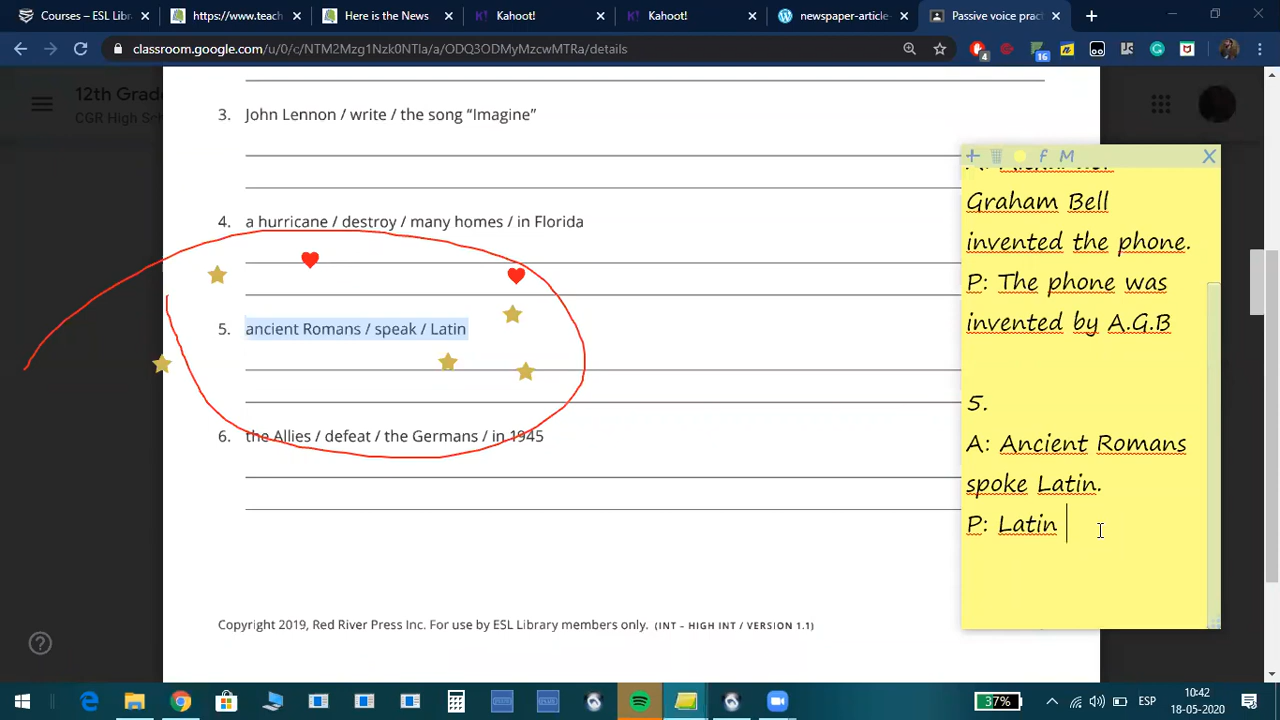 ESL Library - Courses /
https://www.teach
Here is the News
Kahoot!
Kahoot!
newspaper-article-
Passive voice pract
classroom.google.com/u/0/c/NTM2Mzg1Nzk0NTla/a/ODQ3ODMyMzcwMTRa/details
4
16
12th Grade
CGR High Sch
3. John Lennon / write / the song “Imagine”
4. a hurricane / destroy / many homes / in Florida
5. ancient Romans / speak / Latin
6. the Allies / defeat / the Germans / in 1945
Copyright 2019, Red River Press Inc. For use by ESL Library members only. (INT – HIGH INT / VERSION 1.1)
f M X
Graham Bell
invented the phone.
P: The phone was
invented by A.G.B
5.
A: Ancient Romans
spoke Latin.
P: Latin
37%
ESP
10:42
18-05-2020